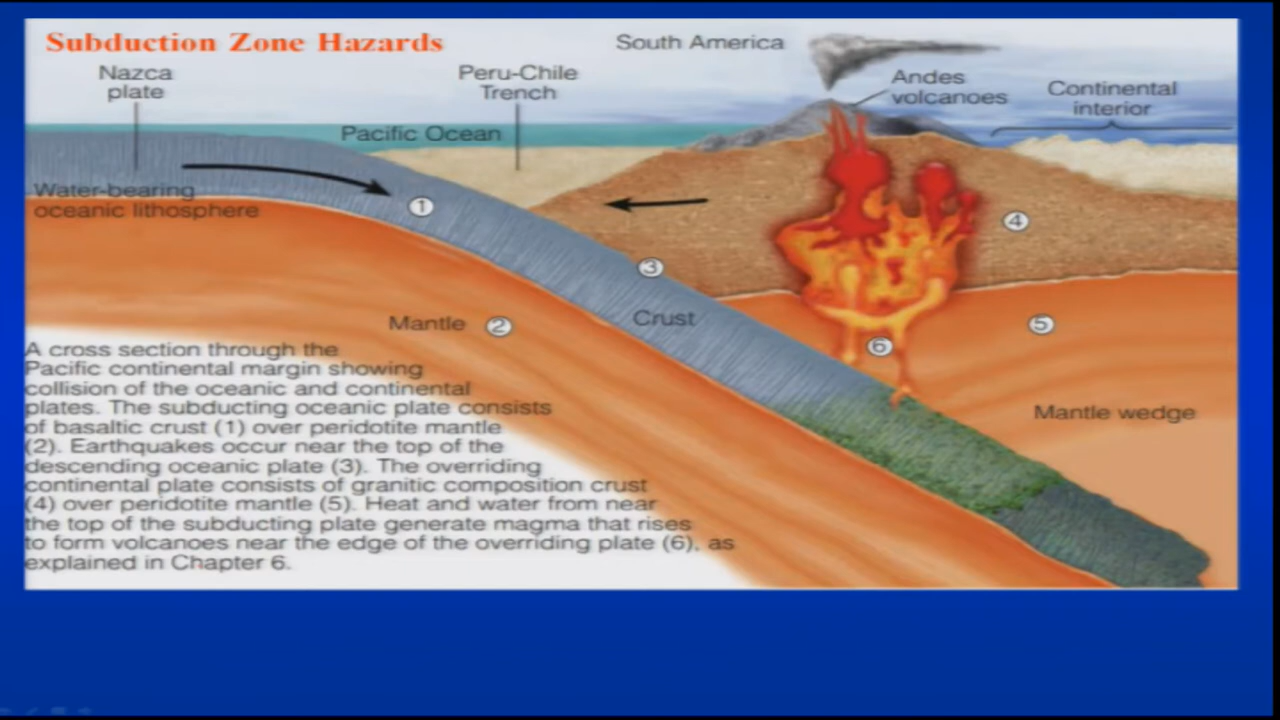 Subduction Zone Hazards
South America
Nazca
plate
Peru-Chile
Trench
Andes
volcanoes
Continental
interior
Pacific Ocean
Water-bearing
oceanic lithosphere
1
3
4
Mantle
2
Crust
5
6
Mantle wedge
A cross section through the
Pacific continental margin showing
collision of the oceanic and continental
plates. The subducting oceanic plate consists
of basaltic crust (1) over peridotite mantle
(2). Earthquakes occur near the top of the
descending oceanic plate (3). The overriding
continental plate consists of granitic composition crust
(4) over peridotite mantle (5). Heat and water from near
the top of the subducting plate generate magma that rises
to form volcanoes near the edge of the overriding plate (6), as
explained in Chapter 6.